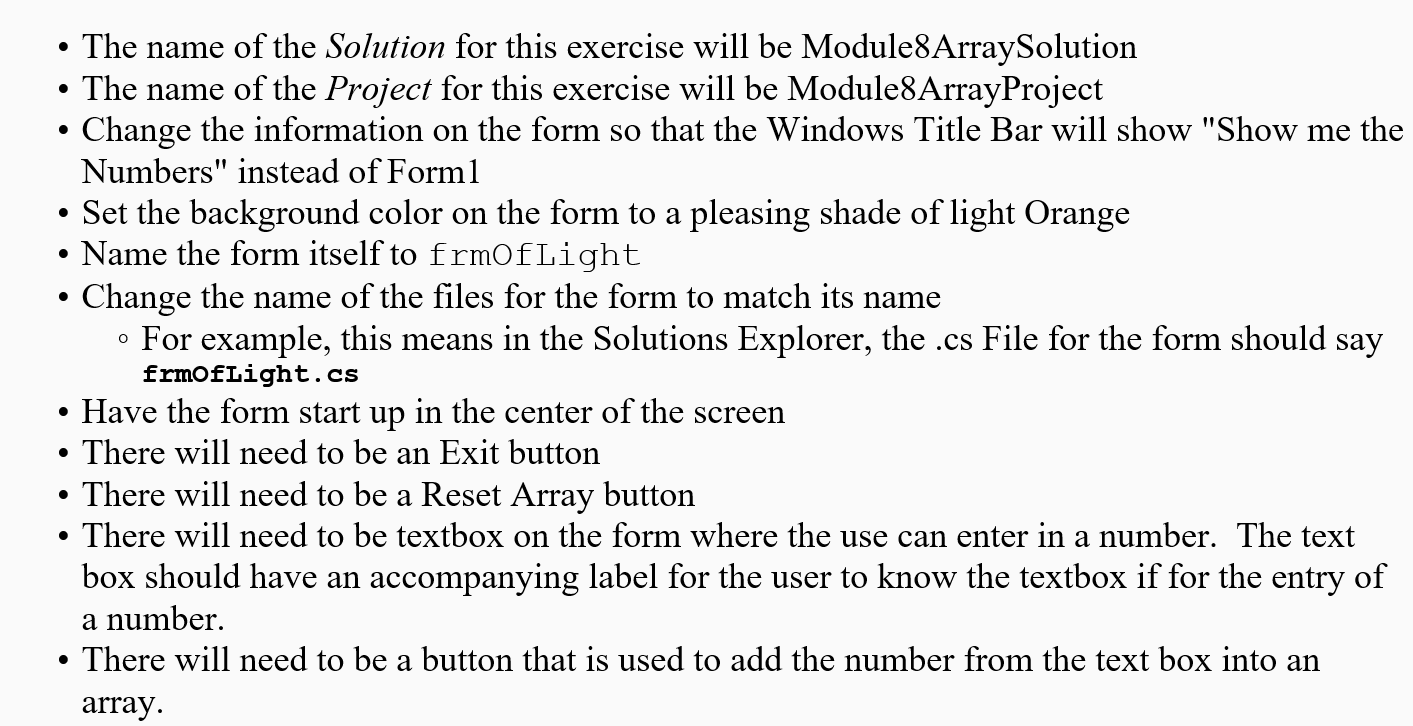 • The name of the Solution for this exercise will be Module8ArraySolution
• The name of the Project for this exercise will be Module8ArrayProject
• Change the information on the form so that the Windows Title Bar will show "Show me the
Numbers" instead of Form1
• Set the background color on the form to a pleasing shade of light Orange
• Name the form itself to frmOfLight
• Change the name of the files for the form to match its name
◦ For example, this means in the Solutions Explorer, the .cs File for the form should say
frmOfLight.cs
• Have the form start up in the center of the screen
• There will need to be an Exit button
• There will need to be a Reset Array button
• There will need to be textbox on the form where the use can enter in a number.  The text
box should have an accompanying label for the user to know the textbox if for the entry of
a number.
• There will need to be a button that is used to add the number from the text box into an
array.